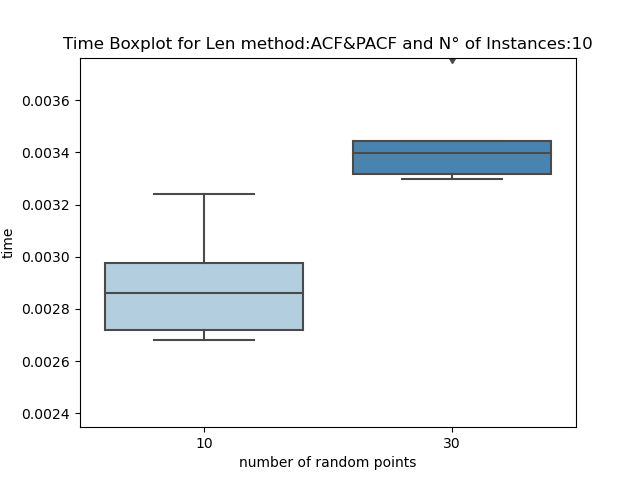 Time Boxplot for Len method:ACF&PACF and N° of Instances:10
0.0036
0.0034
0.0032
0.0030
0.0028
0.0026
0.0024
time
10 30
number of random points